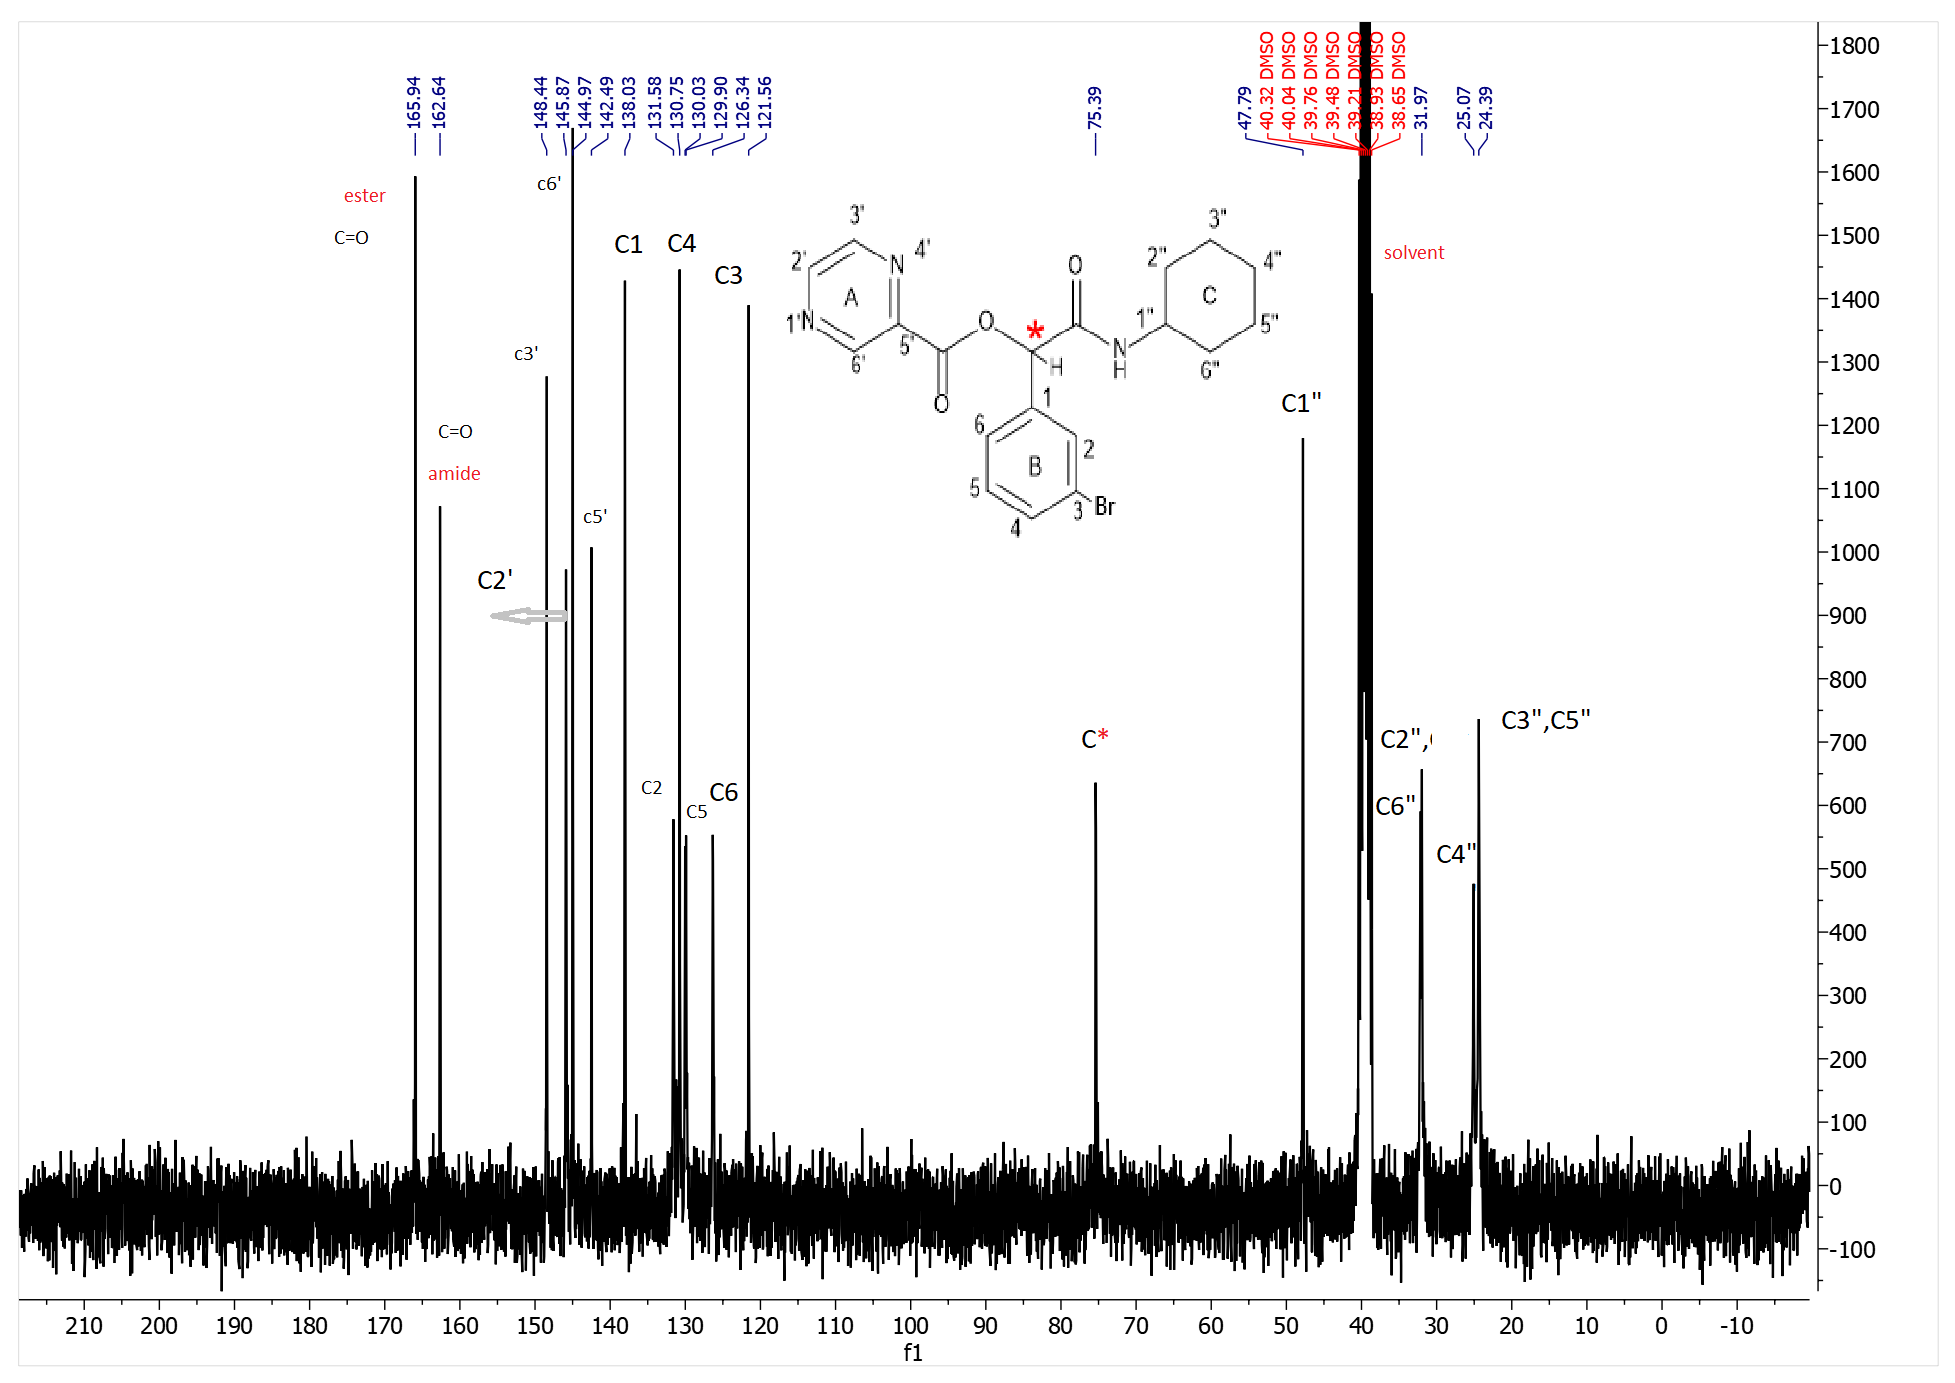 165.94
162.64
148.44
145.87
144.97
142.49
138.03
131.58
130.75
130.03
129.90
126.34
121.56
75.39
47.79
40.32 DMSO
40.04 DMSO
39.76 DMSO
39.48 DMSO
39.21 DMSO
38.93 DMSO
38.65 DMSO
31.97
25.07
24.39
ester
C=O
C=O
amide
c6'
c3'
c5'
C2'
C1
C4
C3
C2
C5
C6
C*
C1"
solvent
C2",
C6"
C4"
C3",C5"
3'
2'
N 4'
A
1'N
5'
6'
O
O
*
H
O
N
H
1"
2"
3"
4"
5"
6"
C
1
2
3
4
5
6
B
Br
1800
1700
1600
1500
1400
1300
1200
1100
1000
900
800
700
600
500
400
300
200
100
0
-100
210 200 190 180 170 160 150 140 130 120 110 100 90 80 70 60 50 40 30 20 10 0 -10
f1